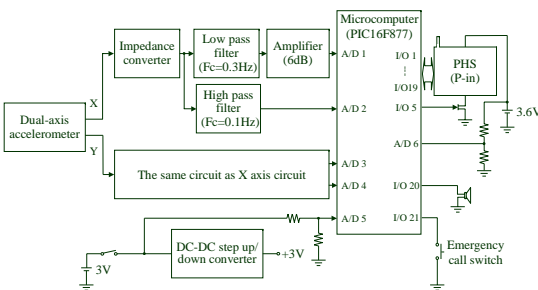 Microcomputer
(PIC16F877)
Impedance
converter
Low pass
filter
(Fc=0.3Hz)
Amplifier
(6dB)
A/D 1
I/O 1
I/O19
PHS
(P-in)
High pass
filter
(Fc=0.1Hz)
A/D 2
I/O 5
3.6V
X
Dual-axis
accelerometer
Y
A/D 6
The same circuit as X axis circuit
A/D 3
A/D 4
I/O 20
A/D 5
I/O 21
DC-DC step up/
down converter
+3V
3V
Emergency
call switch